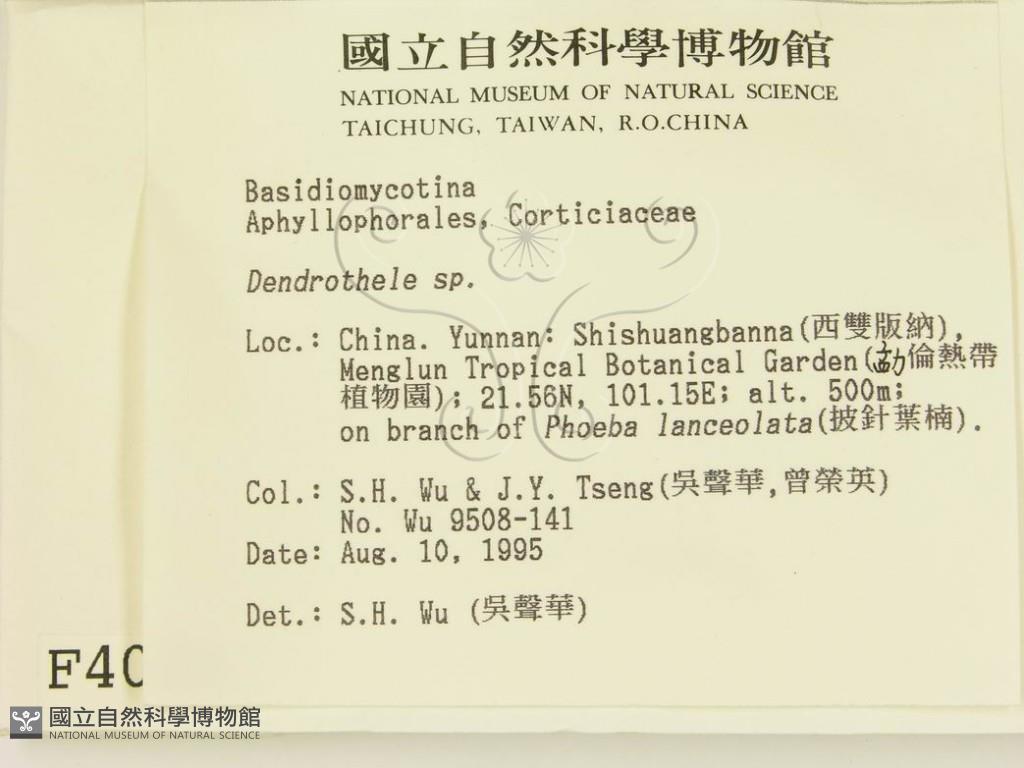 國立自然科學博物館
NATIONAL MUSEUM OF NATURAL SCIENCE
TAICHUNG, TAIWAN, R.O.CHINA
Basidiomycotina
Aphyllophorales, Corticiaceae
Dendrothele sp.
Loc.: China. Yunnan: Shishuangbanna(西雙版納),
Menglun Tropical Botanical Garden(勐倫熱帶
植物園); 21.56N, 101.15E; alt. 500m;
on branch of Phoeba lanceolata(披針葉楠).
Col.: S.H. Wu & J.Y. Tseng(吳聲華,曾榮英)
No. Wu 9508-141
Date: Aug. 10, 1995
Det.: S.H. Wu (吳聲華)
F40
國立自然科學博物館
NATIONAL MUSEUM OF NATURAL SCIENCE